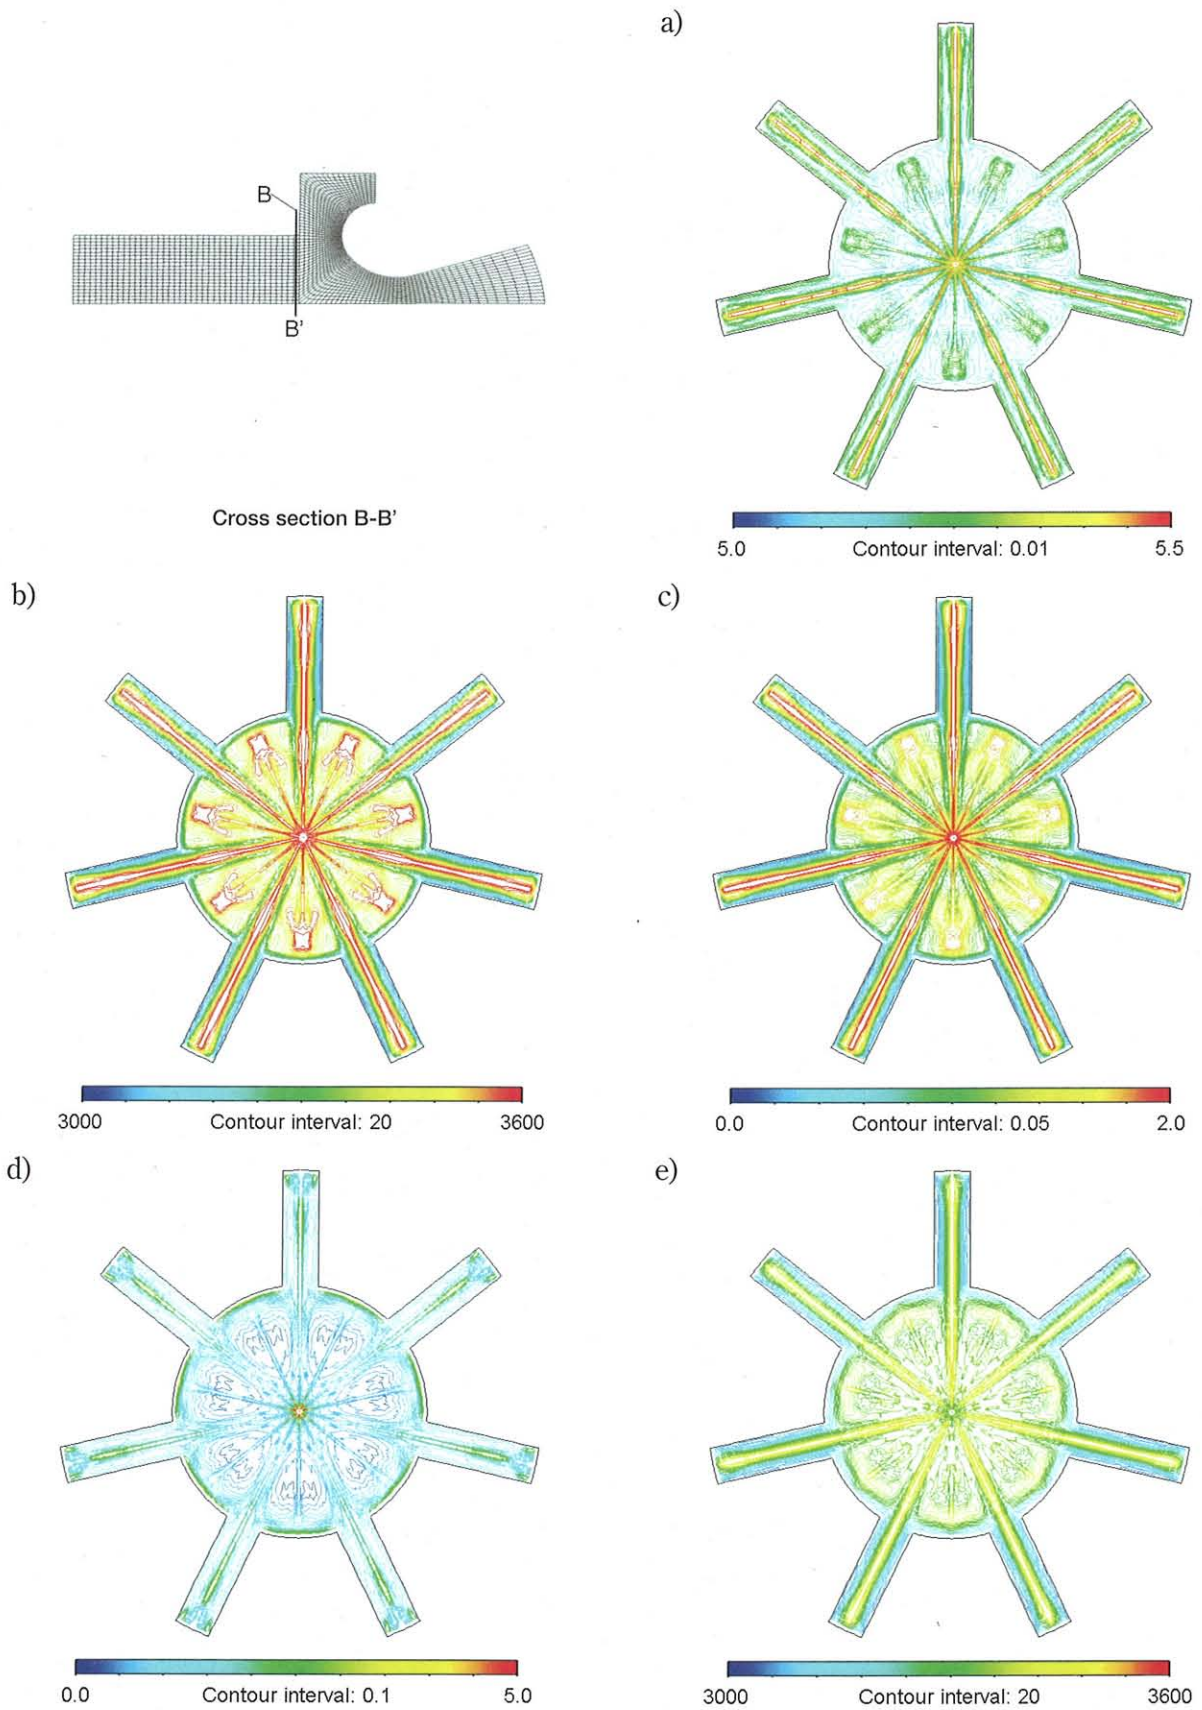 a)
B
B'
Cross section B-B'
5.0 Contour interval: 0.01 5.5
b)
c)
3000 Contour interval: 20 3600
0.0 Contour interval: 0.05 2.0
d)
e)
0.0 Contour interval: 0.1 5.0
3000 Contour interval: 20 3600